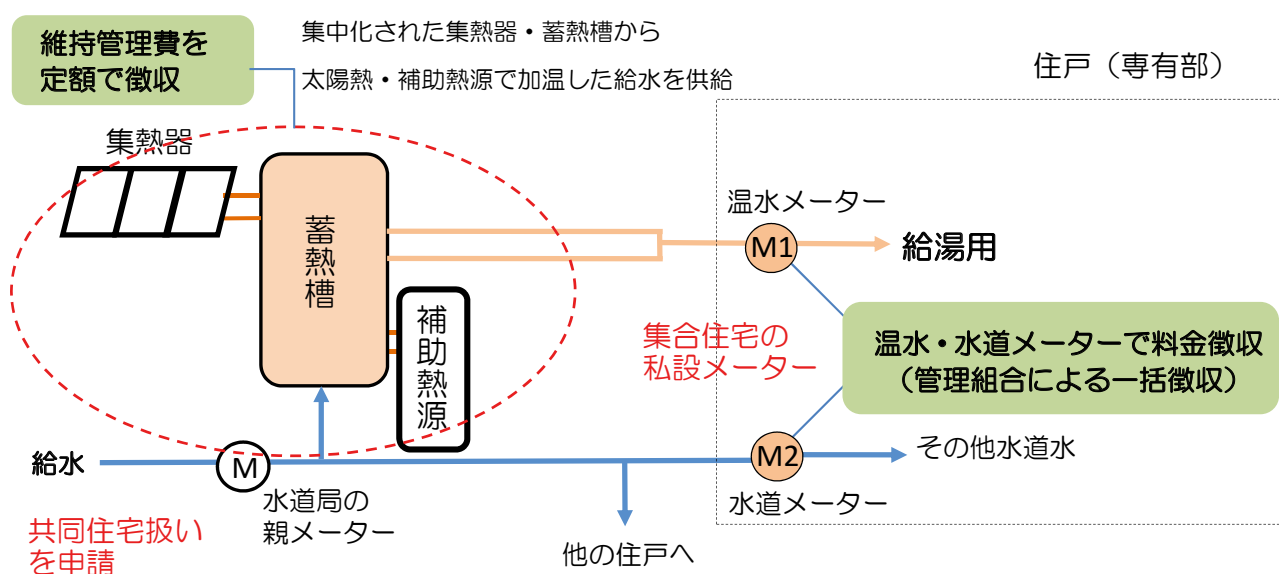 維持管理費を
定額で徴収
集中化された集熱器・蓄熱槽から
太陽熱・補助熱源で加温した給水を供給
住戸（専有部）
集熱器
蓄熱槽
補助熱源
温水メーター
M1
給湯用
集合住宅の
私設メーター
温水・水道メーターで料金徴収
（管理組合による一括徴収）
給水
M
水道局の
親メーター
M2
水道メーター
その他水道水
共同住宅扱い
を申請
他の住戸へ